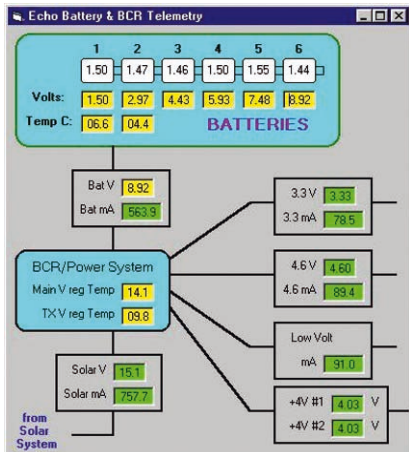 Echo Battery & BCR Telemetry
1 2 3 4 5 6
1.50 1.47 1.46 1.50 1.55 1.44
Volts: 1.50 2.97 4.43 5.93 7.48 8.92
Temp C: 06.6 04.4 BATTERIES
Bat V 8.92
Bat mA 563.9
3.3 V 3.33
3.3 mA 78.5
BCR/Power System
Main V reg Temp 14.1
TX V reg Temp 09.8
4.6 V 4.60
4.6 mA 89.4
Low Volt
mA 91.0
Solar V 15.1
Solar mA 757.7
+4V #1 4.03 V
+4V #2 4.03 V
from
Solar
System